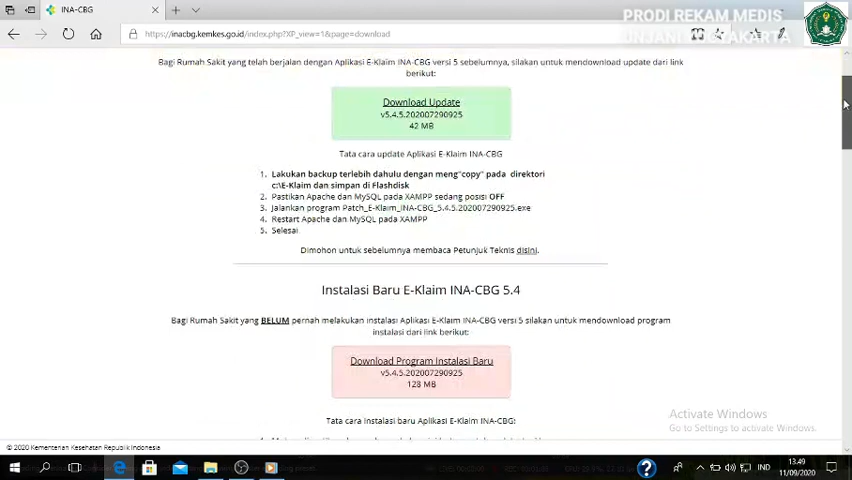 INA-CBG
PRODI REKAM MEDIS
UNJANI YOGYAKARTA
https://inacbg.kemkes.go.id/index.php?XP_view=1&page=download
Bagi Rumah Sakit yang telah berjalan dengan Aplikasi E-Klaim INA-CBG versi 5 sebelumnya, silakan untuk mendownload update dari link
berikut:
Download Update
v5.4.5.202007290925
42 MB
Tata cara update Aplikasi E-Klaim INA-CBG
1. Lakukan backup terlebih dahulu dengan meng"copy" pada direktori
c:\E-Klaim dan simpan di Flashdisk
2. Pastikan Apache dan MySQL pada XAMPP sedang posisi OFF
3. Jalankan program Patch_E-Klaim_INA-CBG_5.4.5.202007290925.exe
4. Restart Apache dan MySQL pada XAMPP
5. Selesai
Dimohon untuk sebelumnya membaca Petunjuk Teknis disini.
Instalasi Baru E-Klaim INA-CBG 5.4
Bagi Rumah Sakit yang BELUM pernah melakukan instalasi Aplikasi E-Klaim INA-CBG versi 5 silakan untuk mendownload program
instalasi dari link berikut:
Download Program Instalasi Baru
v5.4.5.202007290925
128 MB
Tata cara instalasi baru Aplikasi E-Klaim INA-CBG:
Activate Windows
Go to Settings to activate Windows.
© 2020 Kementerian Kesehatan Republik Indonesia
IND
13.49
11/09/2020